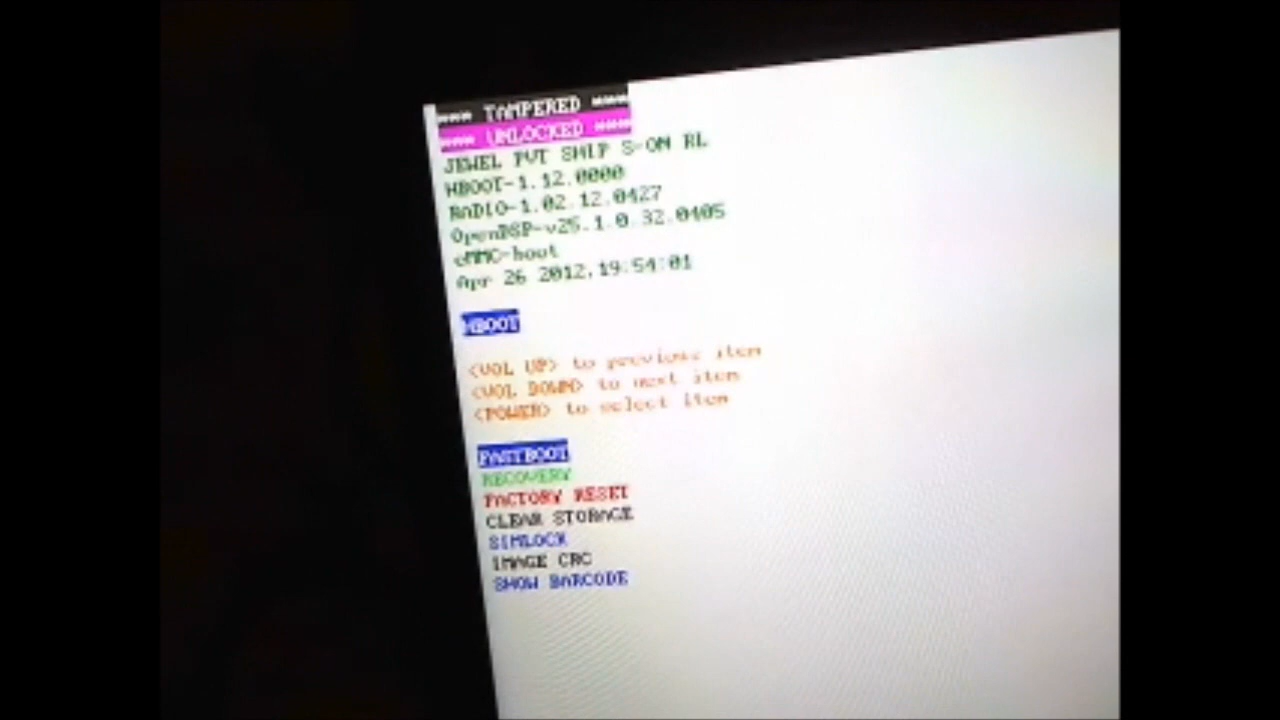 *** TAMPERED ***
*** UNLOCKED ***
JEWEL PVT SHIP S-ON RL
HBOOT-1.12.0000
RADIO-1.02.12.0427
OpenDSP-v25.1.0.32.0405
eMMC-boot
Apr 26 2012,19:54:01
HBOOT
<VOL UP> to previous item
<VOL DOWN> to next item
<POWER> to select item
FASTBOOT
RECOVERY
FACTORY RESET
CLEAR STORAGE
SIMLOCK
IMAGE CRC
SHOW BARCODE